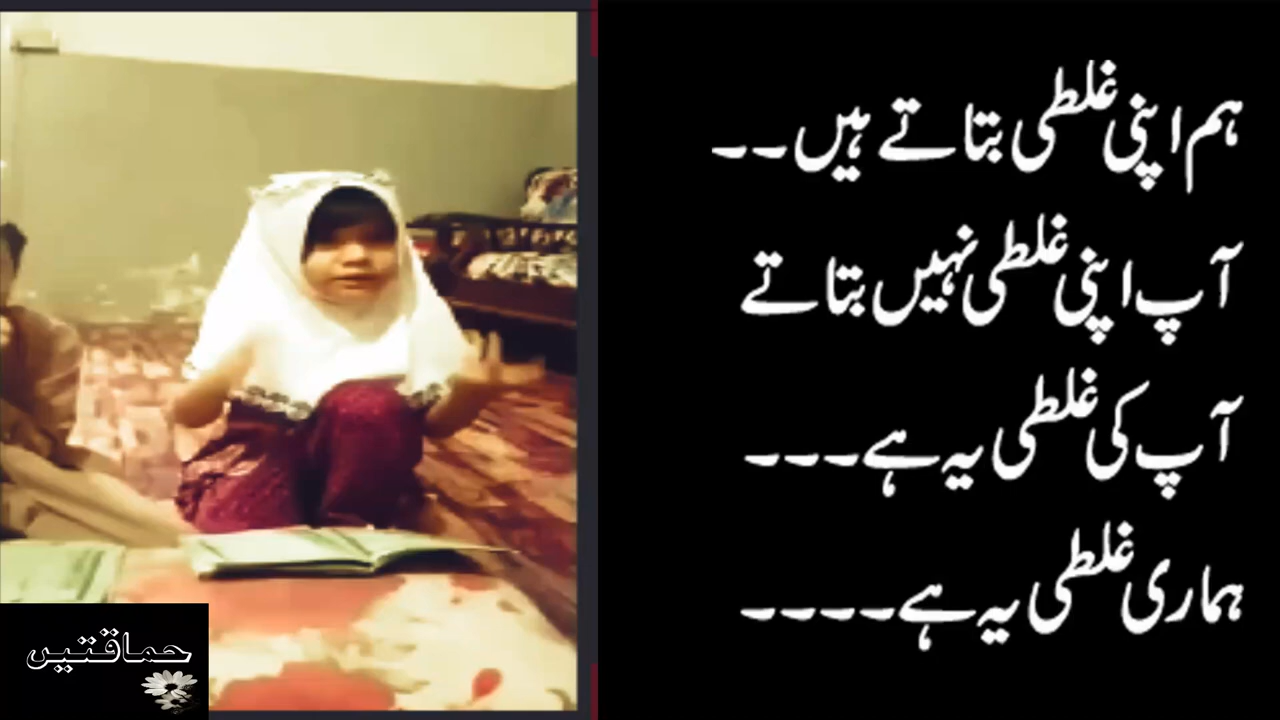 ہم اپنی غلطی بتاتے ہیں۔۔
آپ اپنی غلطی نہیں بتاتے
آپ کی غلطی یہ ہے۔۔۔
ہماری غلطی یہ ہے۔۔۔۔
حماقتیں